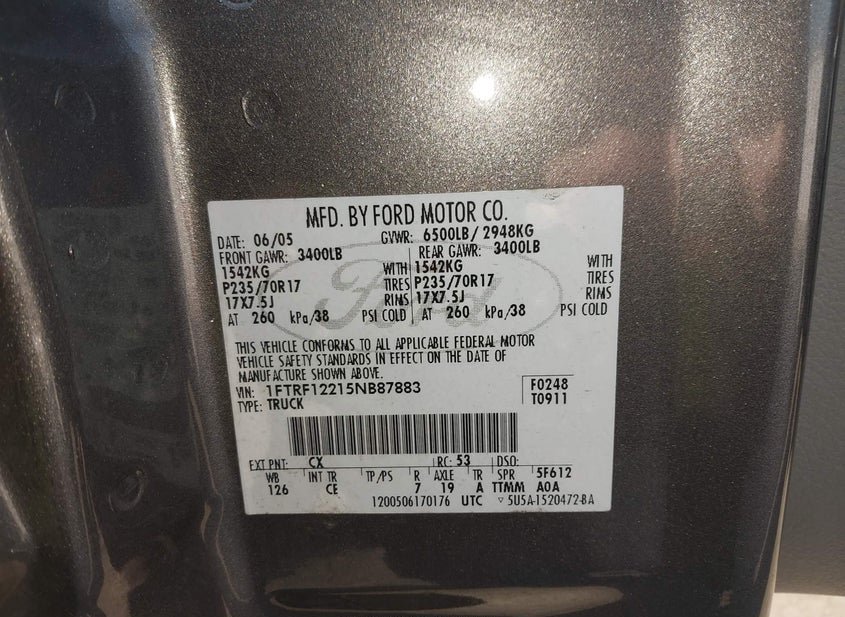 MFD. BY FORD MOTOR CO.
DATE: 06/05 GVWR: 6500LB/ 2948KG
FRONT GAWR: 3400LB REAR GAWR: 3400LB
1542KG WITH 1542KG WITH
P235/70R17 TIRES P235/70R17 TIRES
17X7.5J RIMS 17X7.5J RIMS
AT 260 kPa/38 PSI COLD AT 260 kPa/38 PSI COLD
Ford
THIS VEHICLE CONFORMS TO ALL APPLICABLE FEDERAL MOTOR
VEHICLE SAFETY STANDARDS IN EFFECT ON THE DATE OF
MANUFACTURE SHOWN ABOVE.
VIN: 1FTRF12215NB87883 F0248
TYPE: TRUCK T0911
EXT PNT: CX RC: 53 DSO:
WB INT TR TP/PS R AXLE TR SPR 5F612
126 CE 7 19 A TTMM A0A
1200506170176 UTC ▽ 5U5A-1520472-BA